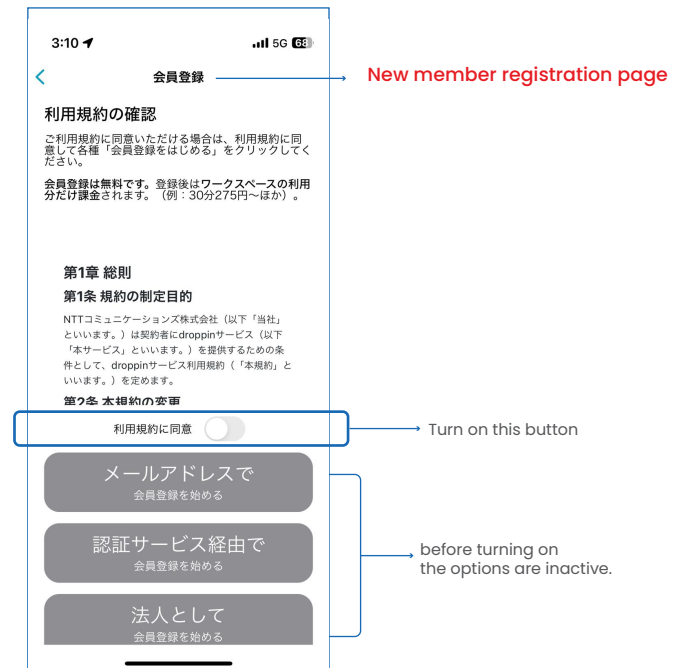 3:10
5G 68
会員登録
New member registration page
利用規約の確認
ご利用規約に同意いただける場合は、利用規約に同
意して各種「会員登録をはじめる」をクリックしてく
ださい。
会員登録は無料です。登録後はワークスペースの利用
分だけ課金されます。（例：30分275円〜ほか）。
第1章 総則
第1条 規約の制定目的
NTTコミュニケーションズ株式会社（以下「当社」
といいます。）は契約者にdroppinサービス（以下
「本サービス」といいます。）を提供するための条
件として、droppinサービス利用規約（「本規約」と
いいます。）を定めます。
第2条 本規約の変更
利用規約に同意
Turn on this button
メールアドレスで
会員登録を始める
認証サービス経由で
会員登録を始める
before turning on
the options are inactive.
法人として
会員登録を始める